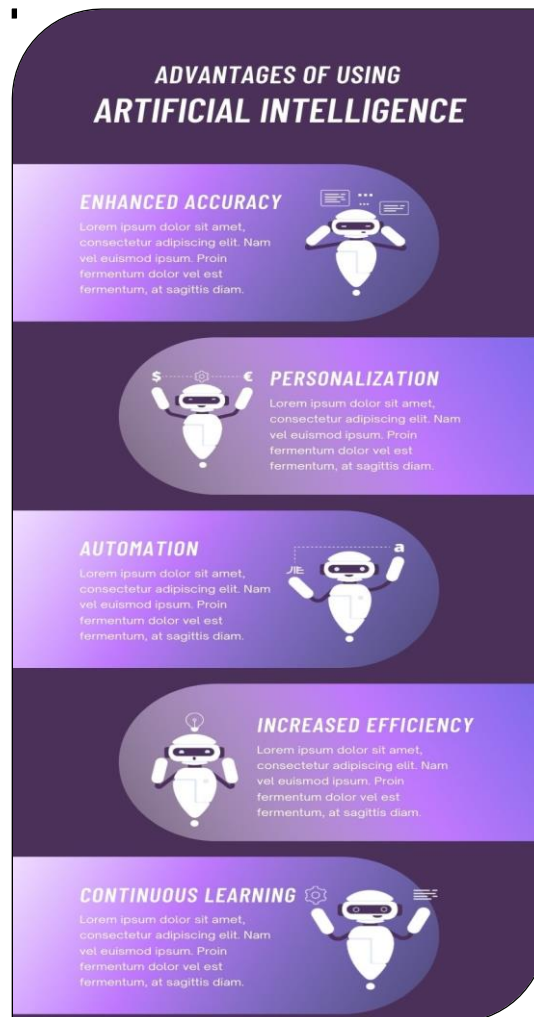 ADVANTAGES OF USING
ARTIFICIAL INTELLIGENCE
ENHANCED ACCURACY
Lorem ipsum dolor sit amet,
consectetur adipiscing elit. Nam
vel euismod ipsum. Proin
fermentum dolor vel est
fermentum, at sagittis diam.
$ €
PERSONALIZATION
Lorem ipsum dolor sit amet,
consectetur adipiscing elit. Nam
vel euismod ipsum. Proin
fermentum dolor vel est
fermentum, at sagittis diam.
a
AUTOMATION
Lorem ipsum dolor sit amet,
consectetur adipiscing elit. Nam
vel euismod ipsum. Proin
fermentum dolor vel est
fermentum, at sagittis diam.
INCREASED EFFICIENCY
Lorem ipsum dolor sit amet,
consectetur adipiscing elit. Nam
vel euismod ipsum. Proin
fermentum dolor vel est
fermentum, at sagittis diam.
CONTINUOUS LEARNING
Lorem ipsum dolor sit amet,
consectetur adipiscing elit. Nam
vel euismod ipsum. Proin
fermentum dolor vel est
fermentum, at sagittis diam.